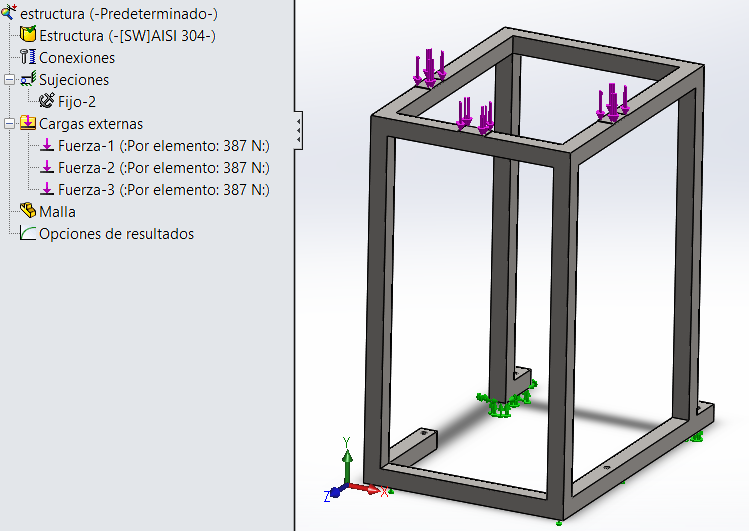 estructura (-Predeterminado-)
Estructura (-[SW]AISI 304-)
Conexiones
Sujeciones
Fijo-2
Cargas externas
Fuerza-1 (:Por elemento: 387 N:)
Fuerza-2 (:Por elemento: 387 N:)
Fuerza-3 (:Por elemento: 387 N:)
Malla
Opciones de resultados
Y
Z
X